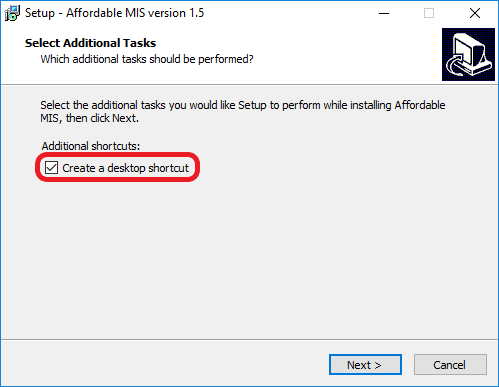 Setup - Affordable MIS version 1.5
Select Additional Tasks
Which additional tasks should be performed?
Select the additional tasks you would like Setup to perform while installing Affordable
MIS, then click Next.
Additional shortcuts:
Create a desktop shortcut
Next >
Cancel